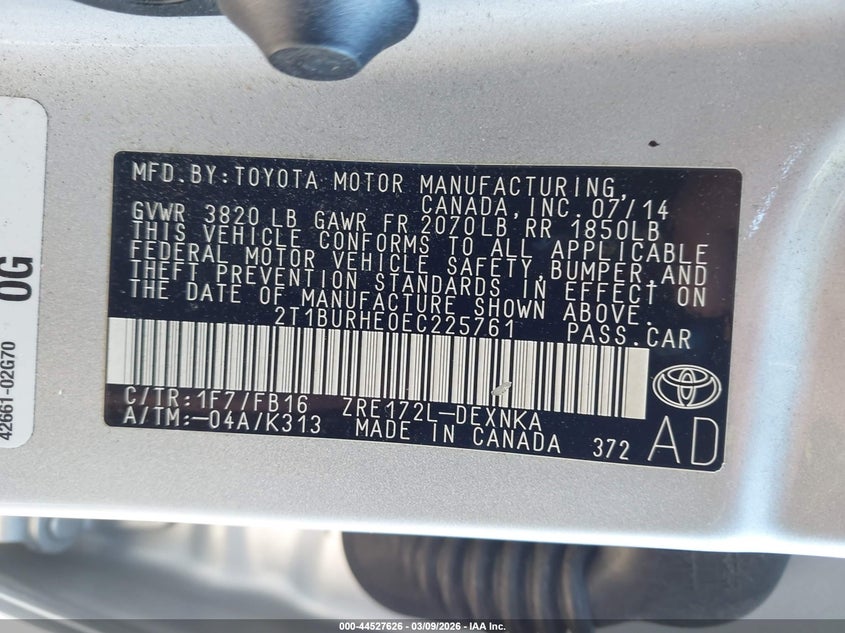 MFD.BY:TOYOTA MOTOR MANUFACTURING,
CANADA,INC. 07/14
GVWR 3820 LB GAWR FR 2070LB RR 1850LB
THIS VEHICLE CONFORMS TO ALL APPLICABLE
FEDERAL MOTOR VEHICLE SAFETY,BUMPER,AND
THEFT PREVENTION STANDARDS IN EFFECT ON
THE DATE OF MANUFACTURE SHOWN ABOVE.
2T1BURHE0EC225761 PASS.CAR
C/TR:1F7/FB16 ZRE172L-DEXNKA
A/TM:-04A/K313 MADE IN CANADA 372
AD
0G
42661-02G70
000-44527626 - 03/09/2026 - IAA Inc.